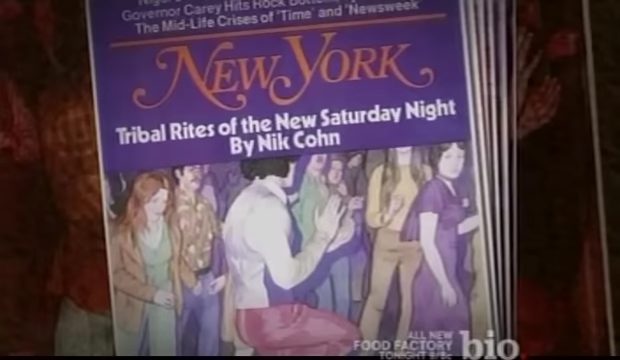 Governor Carey Hits Rock
The Mid-Life Crises of 'Time' and 'Newsweek'
NEW YORK
Tribal Rites of the New Saturday Night
By Nik Cohn
ALL NEW
FOOD FACTORY
TONIGHT
bio